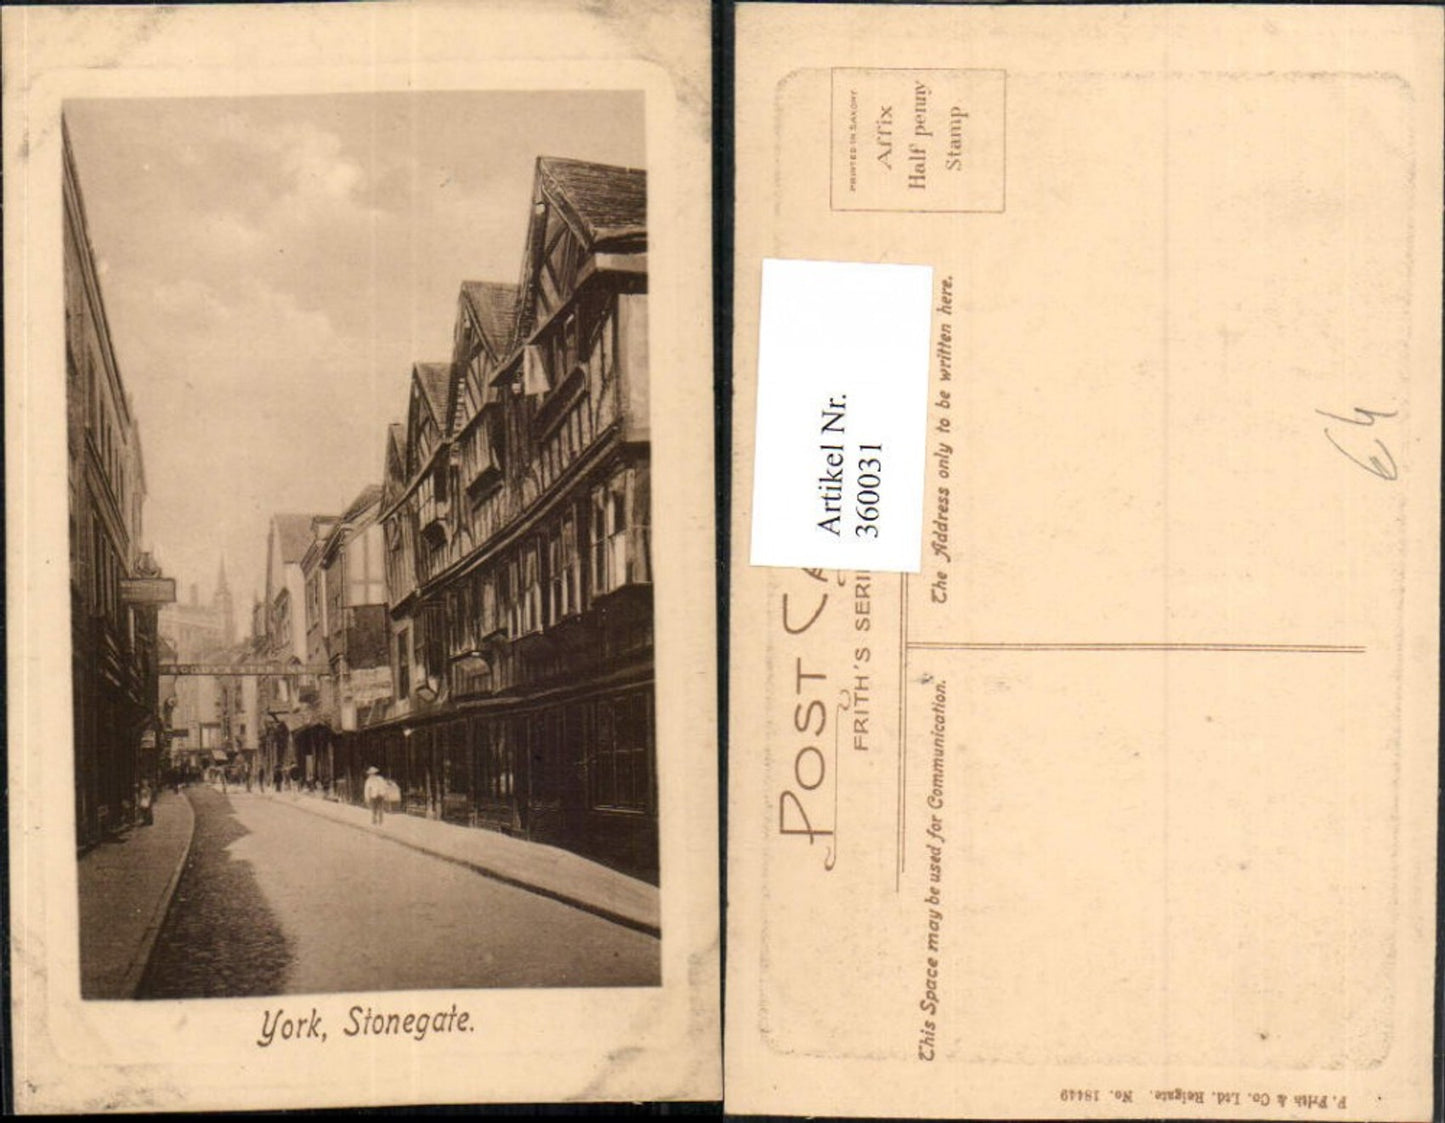 York, Stonegate.
PRINTED IN SAXONY
Affix
Half penny
Stamp
Artikel Nr.
360031
POST CA
FRITH'S SERI
The Address only to be written here.
This Space may be used for Communication.
F. Frith & Co. Ltd. Reigate. No. 18449